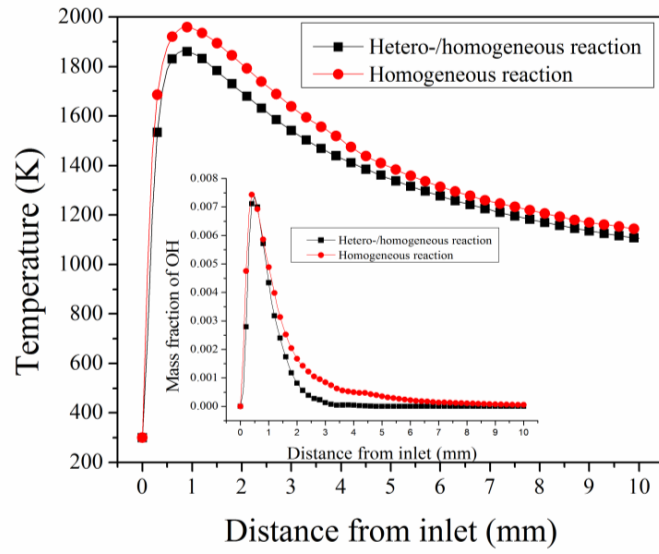 2000
1800
1600
1400
1200
1000
800
600
400
200
Temperature (K)
Hetero-/homogeneous reaction
Homogeneous reaction
0.008
0.007
0.006
0.005
0.004
0.003
0.002
0.001
0.000
Mass fraction of OH
Hetero-/homogeneous reaction
Homogeneous reaction
0 1 2 3 4 5 6 7 8 9 10
Distance from inlet (mm)
0 1 2 3 4 5 6 7 8 9 10
Distance from inlet (mm)